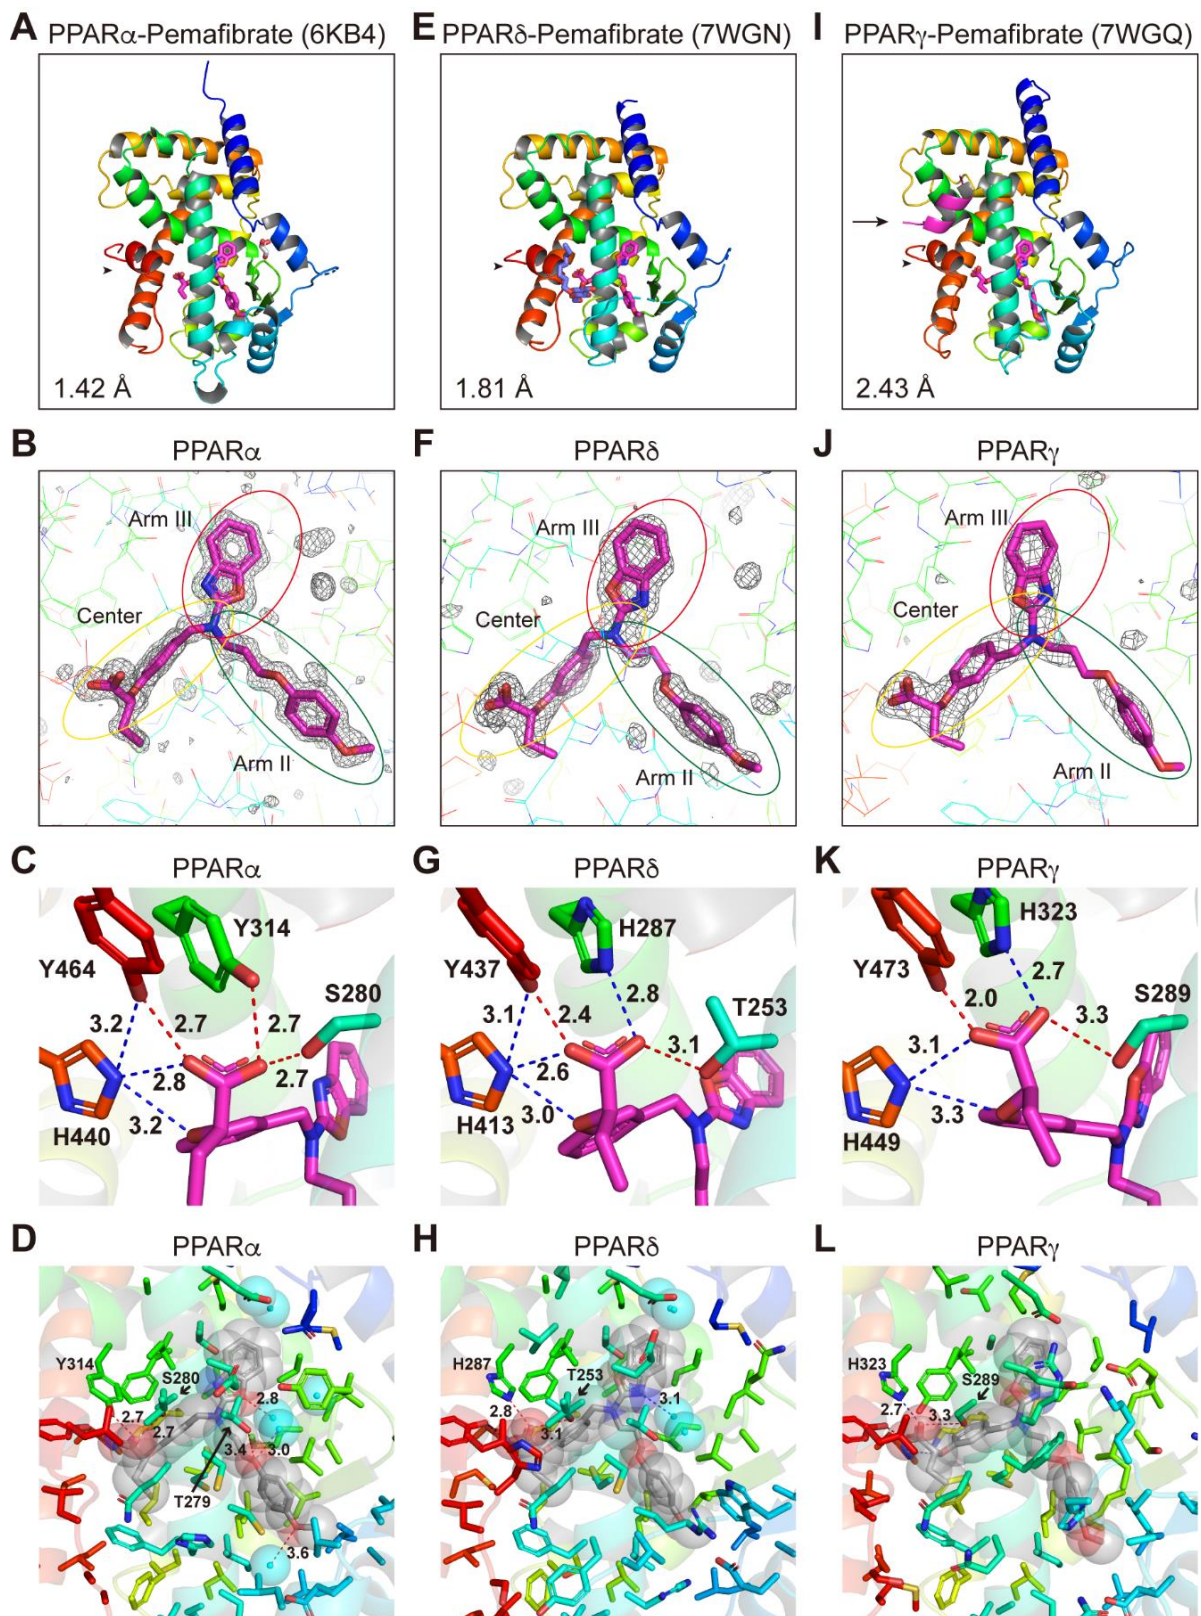 A PPARα-Pemafibrate (6KB4)
E PPARδ-Pemafibrate (7WGN)
I PPARγ-Pemafibrate (7WGQ)
1.42 Å
1.81 Å
2.43 Å
B PPARα
F PPARδ
J PPARγ
Arm III
Center
Arm II
Arm III
Center
Arm II
Arm III
Center
Arm II
C PPARα
G PPARδ
K PPARγ
Y314
Y464
S280
3.2
2.7
2.7
2.8
2.7
3.2
H440
H287
Y437
T253
2.8
3.1
2.4
3.1
2.6
H413
3.0
H323
Y473
S289
2.7
2.0
3.3
3.1
3.3
H449
D PPARα
H PPARδ
L PPARγ
Y314
S280
2.8
2.7
2.7
3.4
3.0
T279
3.6
H287
T253
3.1
2.8
3.1
H323
S289
2.7
3.3